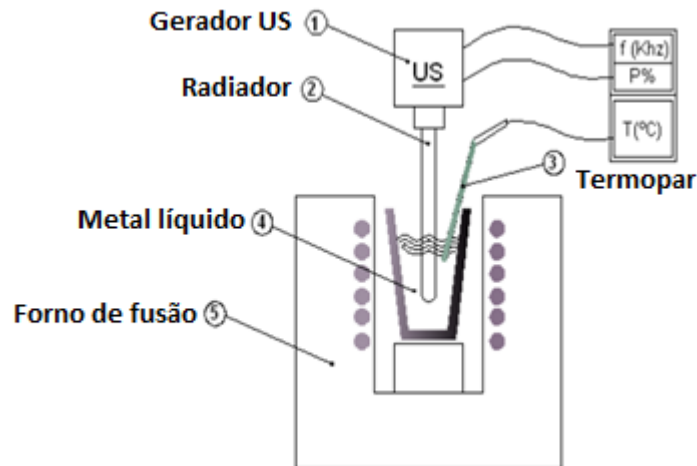 Gerador US 1
US
f (Khz)
P%
Radiador 2
T(ºC)
3
Termopar
Metal líquido 4
Forno de fusão 5